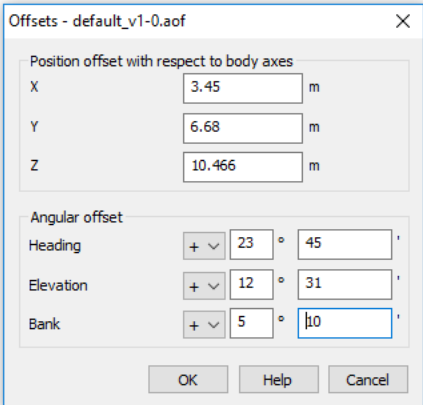 Offsets - default_v1-0.aof
Position offset with respect to body axes
X 3.45 m
Y 6.68 m
Z 10.466 m
Angular offset
Heading + 23 ° 45 '
Elevation + 12 ° 31 '
Bank + 5 ° 10 '
OK Help Cancel